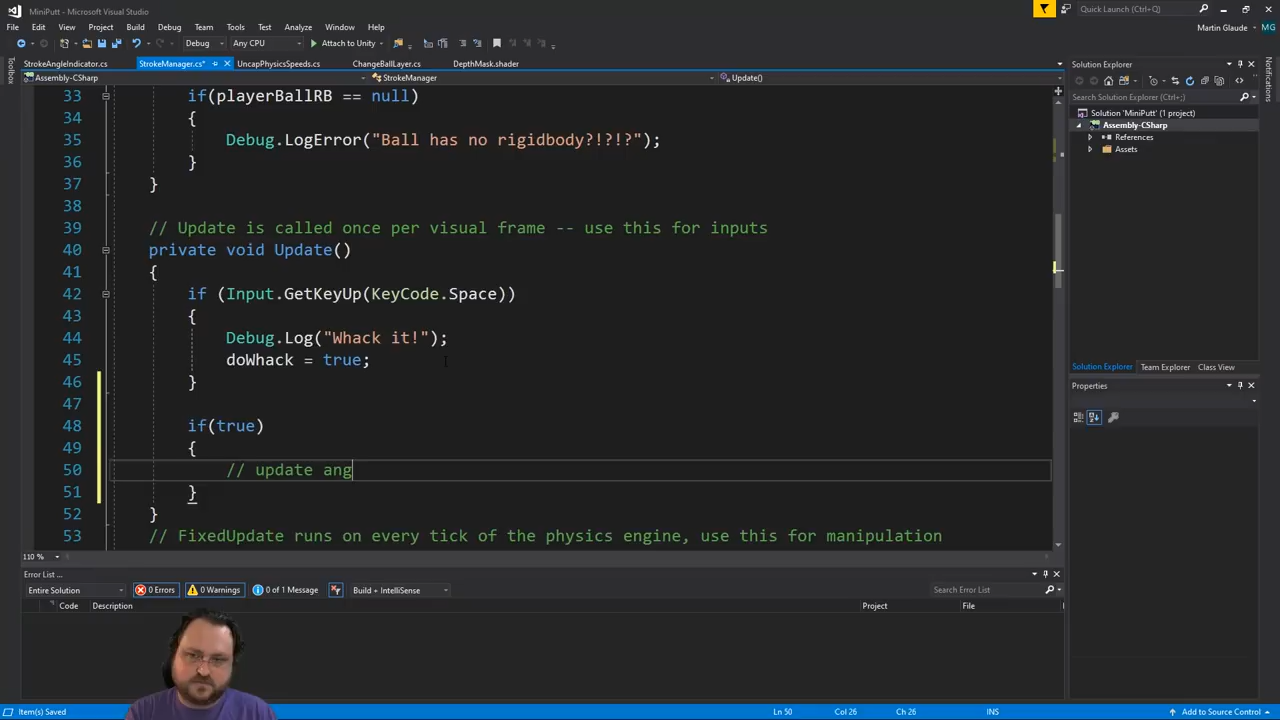 MiniPutt - Microsoft Visual Studio
Quick Launch (Ctrl+Q)
File Edit View Project Build Debug Team Tools Test Analyze Window Help
Martin Glaude MG
Debug Any CPU Attach to Unity
Toolbox
StrokeAngleIndicator.cs StrokeManager.cs* UncapPhysicsSpeeds.cs ChangeBallLayer.cs DepthMask.shader
Assembly-CSharp StrokeManager Update()
33 if(playerBallRB == null)
34 {
35 Debug.LogError("Ball has no rigidbody?!?!?");
36 }
37 }
38
39 // Update is called once per visual frame -- use this for inputs
40 private void Update()
41 {
42 if (Input.GetKeyUp(KeyCode.Space))
43 {
44 Debug.Log("Whack it!");
45 doWhack = true;
46 }
47
48 if(true)
49 {
50 // update ang
51 }
52 }
53 // FixedUpdate runs on every tick of the physics engine, use this for manipulation
110 %
Solution Explorer
Search Solution Explorer (Ctrl+;)
Solution 'MiniPutt' (1 project)
Assembly-CSharp
References
Assets
Solution Explorer Team Explorer Class View
Properties
Notifications
Error List ...
Entire Solution 0 Errors 0 Warnings 0 of 1 Message Build + IntelliSense Search Error List
Code Description Project File
Item(s) Saved Ln 50 Col 26 Ch 26 INS Add to Source Control